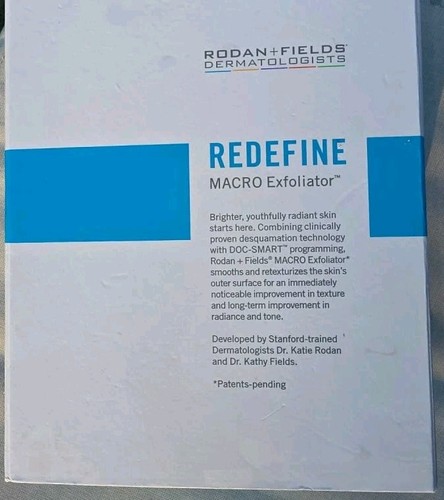 RODAN+FIELDS®
DERMATOLOGISTS
REDEFINE
MACRO Exfoliator™
Brighter, youthfully radiant skin
starts here. Combining clinically
proven desquamation technology
with DOC-SMART™ programming,
Rodan + Fields® MACRO Exfoliator*
smooths and retexturizes the skin's
outer surface for an immediately
noticeable improvement in texture
and long-term improvement in
radiance and tone.
Developed by Stanford-trained
Dermatologists Dr. Katie Rodan
and Dr. Kathy Fields.
*Patents-pending